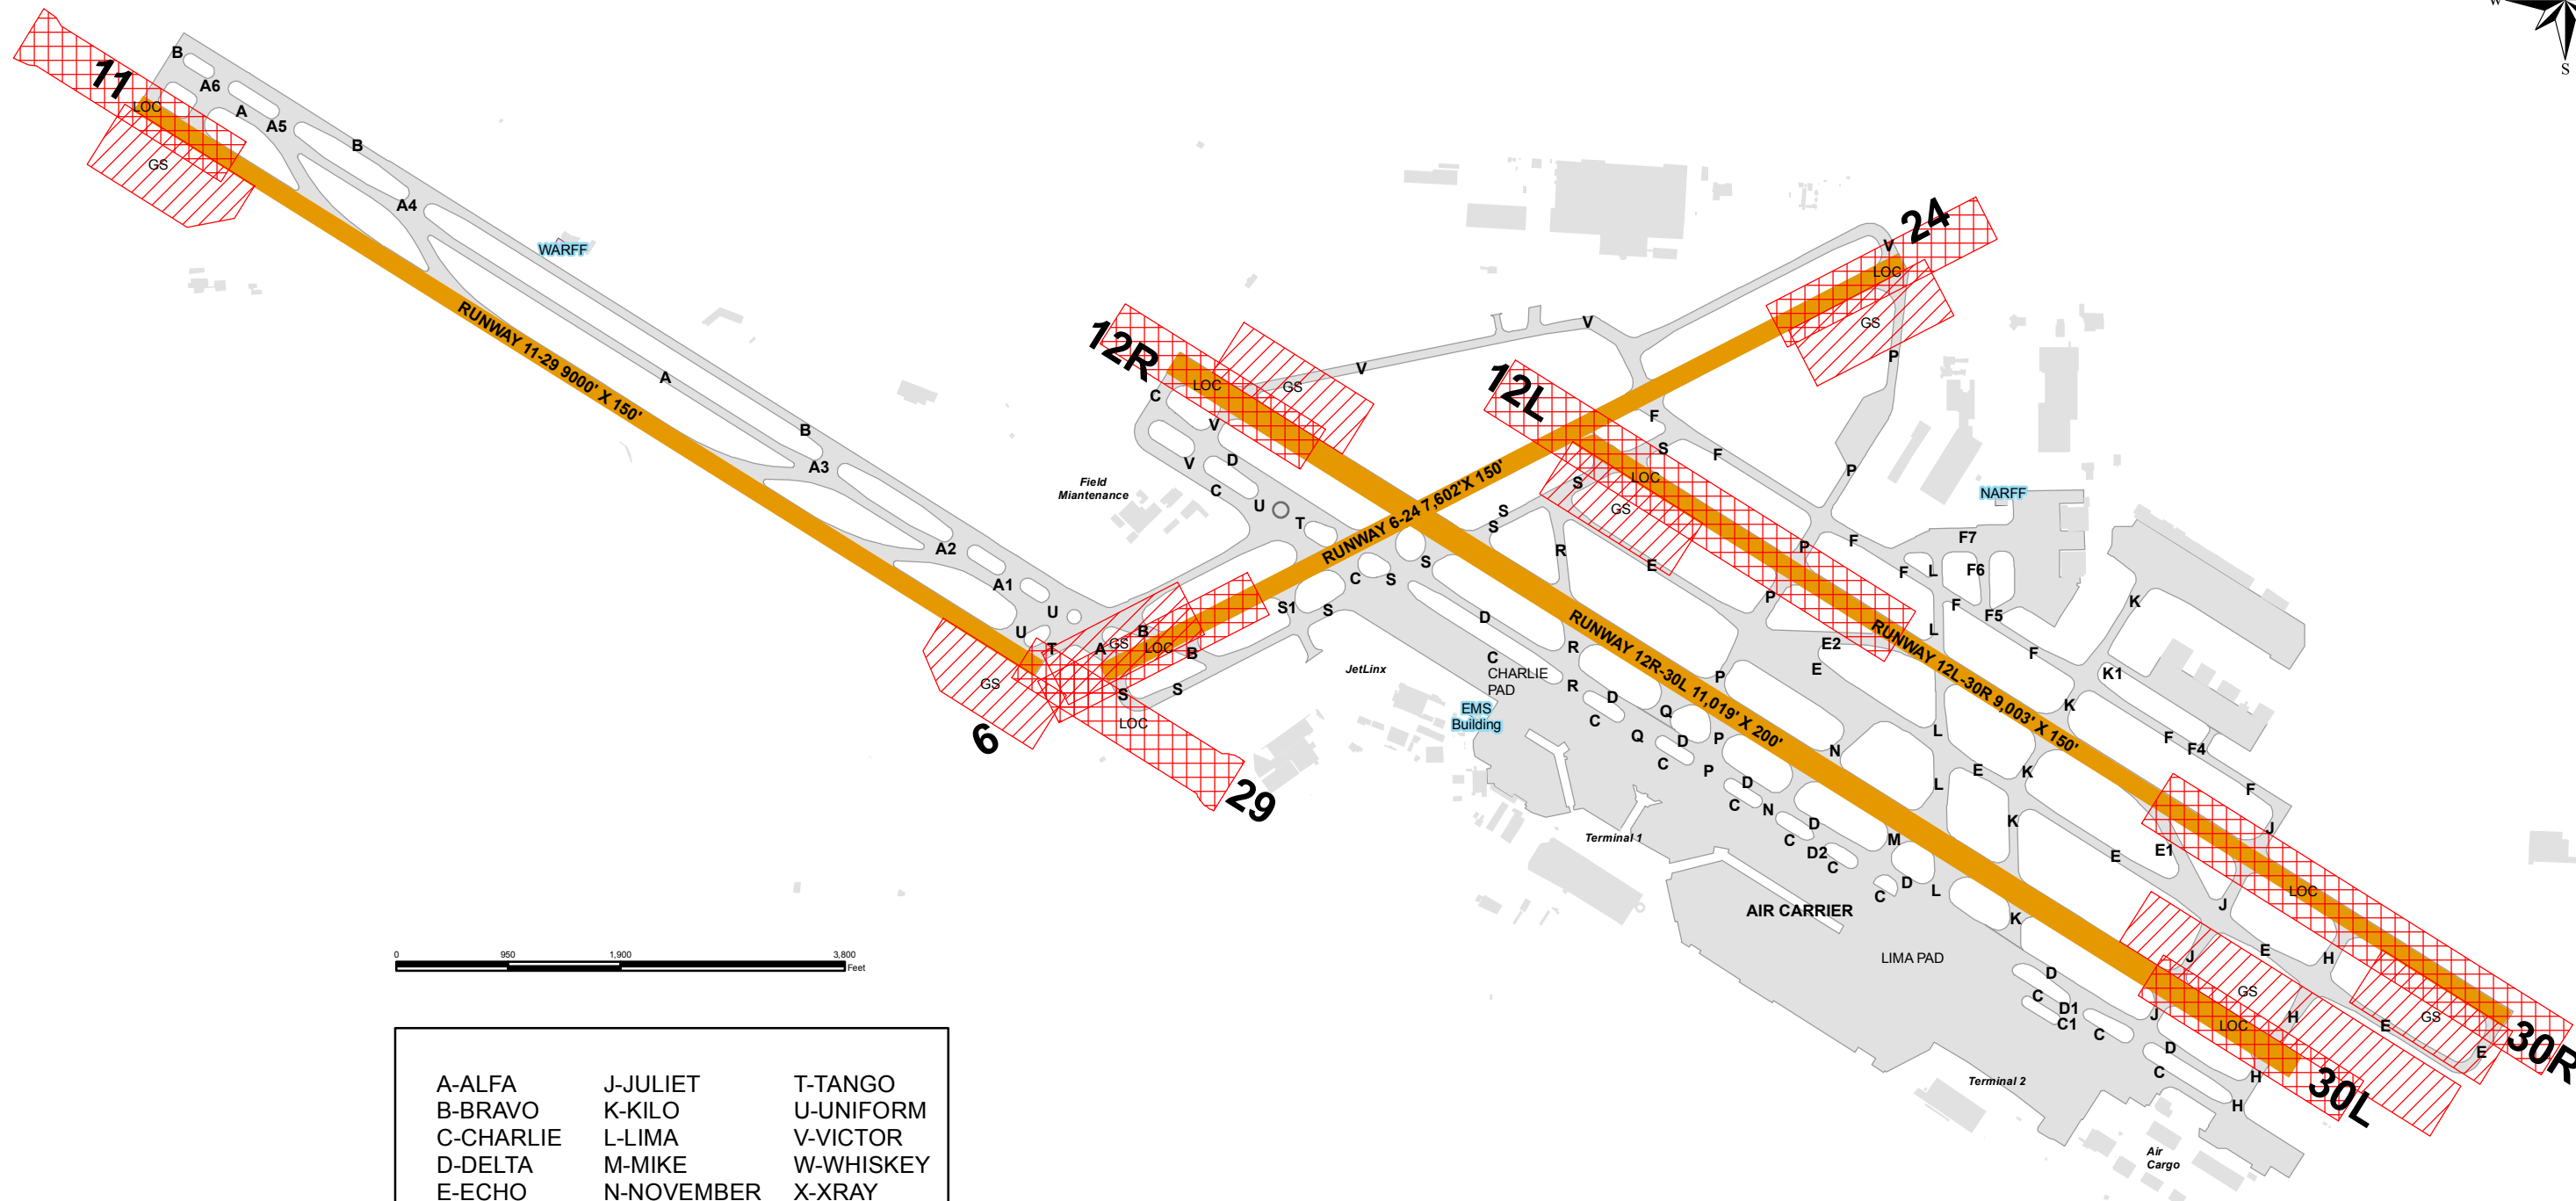 W
S
11
LOC
GS
B
A6
A
A5
B
A4
WARFF
RUNWAY 11-29 9000' X 150'
A
B
A3
A2
A1
U
U
T
A
GS
B
LOC
B
S
S
LOC
GS
6
29
12R
LOC
GS
C
V
V
D
V
C
U
T
Field
Miantenance
V
V
24
LOC
GS
P
12L
LOC
GS
S
F
S
F
P
RUNWAY 6-24 7,602'X 150'
S
S
R
E
S
C
S
S1
S
D
C
CHARLIE
PAD
JetLinx
EMS
Building
R
R
D
C
Q
Q
D
C
P
P
P
D
C
N
D
C
D2
C
M
D
C
L
K
RUNWAY 12R-30L 11,019' X 200'
RUNWAY 12L-30R 9,003' X 150'
P
P
E2
E
N
L
L
L
E
K
K
K
NARFF
F7
F
F
L
F6
F
F5
F
K
K1
F
F4
F
J
E1
E
LOC
J
J
E
H
GS
H
LOC
E
GS
E
30R
30L
Terminal 1
AIR CARRIER
LIMA PAD
D
C
D1
C1
C
J
D
C
H
H
Terminal 2
Air
Cargo
0 950 1,900 3,800
Feet
A-ALFA J-JULIET T-TANGO
B-BRAVO K-KILO U-UNIFORM
C-CHARLIE L-LIMA V-VICTOR
D-DELTA M-MIKE W-WHISKEY
E-ECHO N-NOVEMBER X-XRAY